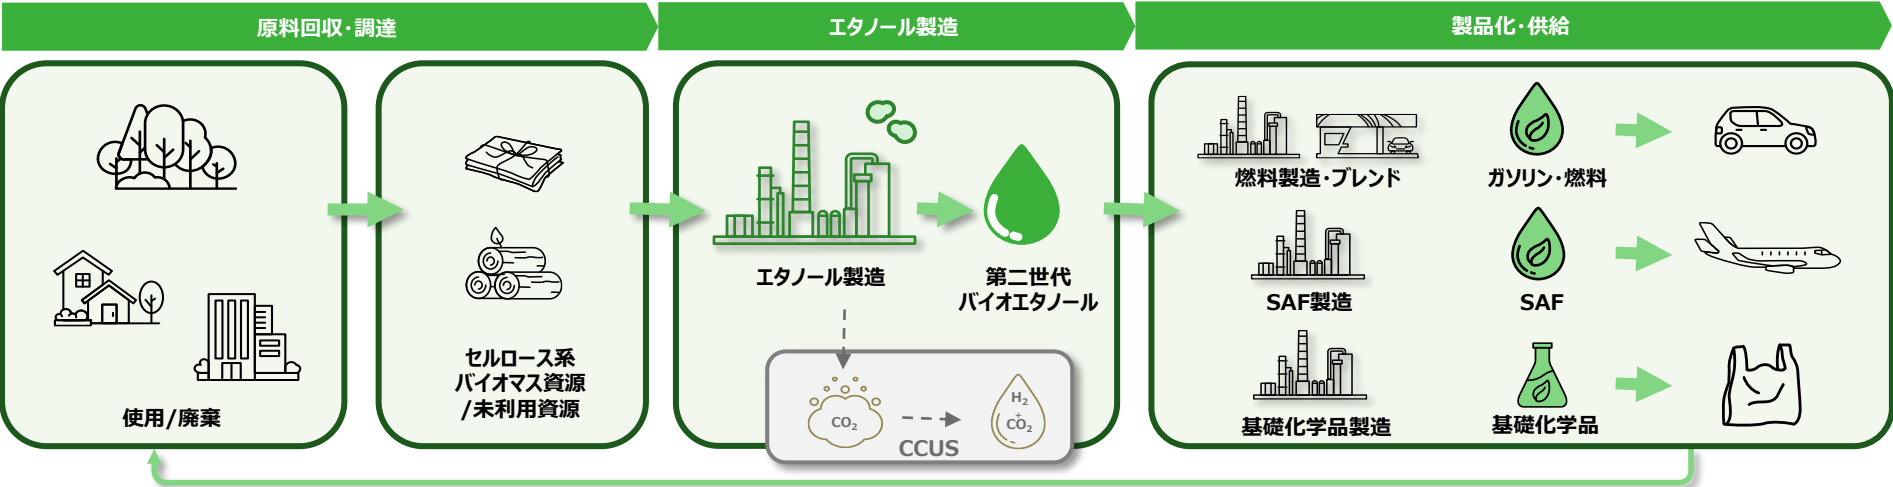 原料回収・調達
エタノール製造
製品化・供給
使用/廃棄
セルロース系
バイオマス資源
/未利用資源
エタノール製造
第二世代
バイオエタノール
CO₂
H₂
+
CO₂
CCUS
燃料製造・ブレンド
ガソリン・燃料
SAF製造
SAF
基礎化学品製造
基礎化学品